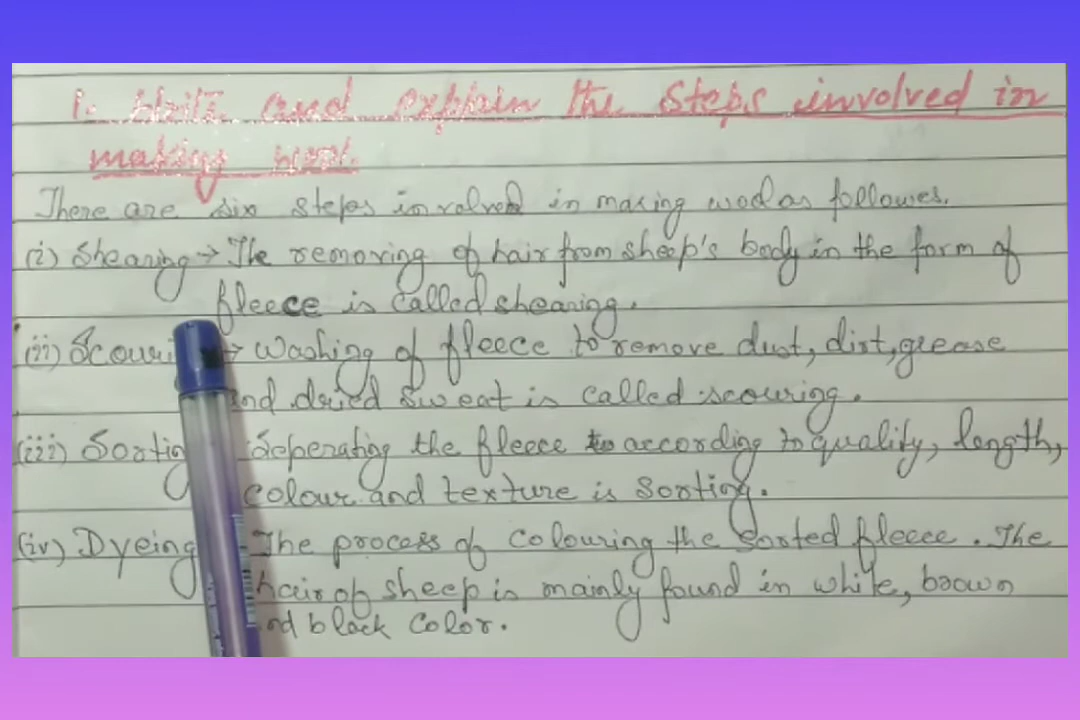 1. Write and explain the steps involved in
making wool.
There are six steps involved in making wool as followes.
(i) Shearing → The removing of hair from sheep's body in the form of
fleece is called shearing.
(ii) Scouri → Washing of fleece to remove dust, dirt, grease
and dried sweat is called scouring.
(iii) Sorting Seperating the fleece to according to quality, length,
colour and texture is sorting.
(iv) Dyeing - The process of colouring the sorted fleece. The
hair of sheep is mainly found in white, brown
and black color.